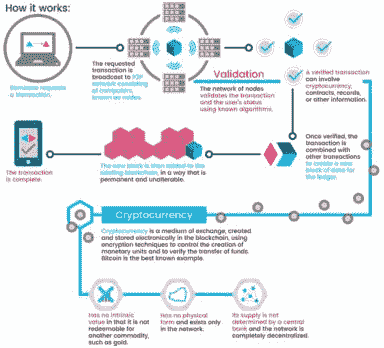 How it works:
Someone requests
a transaction.
The requested
transaction is
broadcast to P2P
network consisting
of computers,
known as nodes.
Validation
The network of nodes
validates the transaction
and the user's status
using known algorithms.
A verified transaction
can involve
cryptocurrency,
contracts, records,
or other information.
Once verified, the
transaction is
combined with
other transactions
to create a new
block of data for
the ledger.
The new block is then added to the
existing blockchain, in a way that is
permanent and unalterable.
The transaction
is complete.
Cryptocurrency
Cryptocurrency is a medium of exchange, created
and stored electronically in the blockchain, using
encryption techniques to control the creation of
monetary units and to verify the transfer of funds.
Bitcoin is the best known example.
Has no intrinsic
value in that it is not
redeemable for
another commodity,
such as gold.
Has no physical
form and exists only
in the network.
Its supply is not
determined by a central
bank and the network is
completely decentralized.